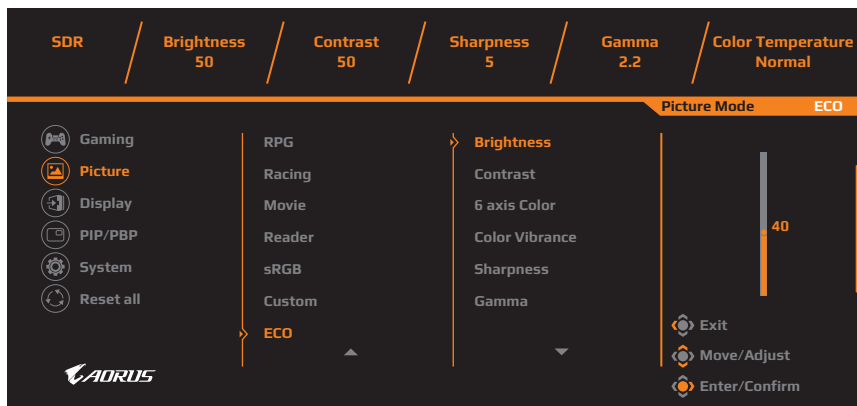 SDR
Brightness
50
Contrast
50
Sharpness
5
Gamma
2.2
Color Temperature
Normal
Picture Mode ECO
Gaming
Picture
Display
PIP/PBP
System
Reset all
RPG
Racing
Movie
Reader
sRGB
Custom
ECO
Brightness
Contrast
6 axis Color
Color Vibrance
Sharpness
Gamma
40
Exit
Move/Adjust
Enter/Confirm
AORUS